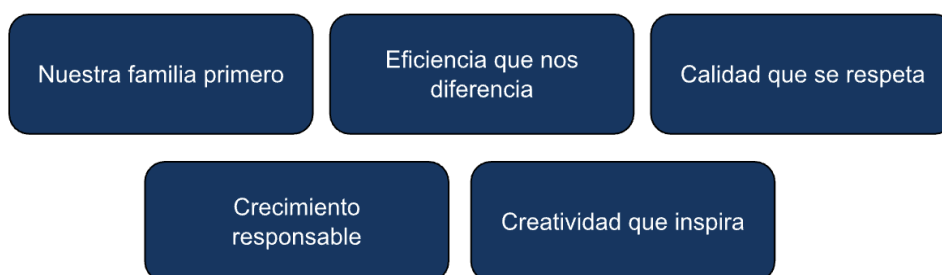 Nuestra familia primero
Eficiencia que nos
diferencia
Calidad que se respeta
Crecimiento
responsable
Creatividad que inspira